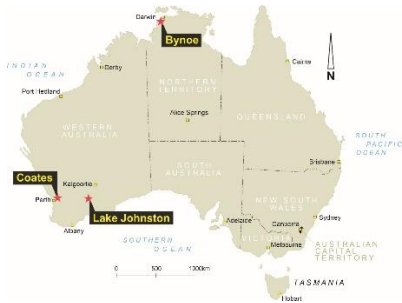 Darwin
Bynoe
INDIAN
OCEAN
Derby
Cairns
N
Port Hedland
NORTHERN
TERRITORY
Alice Springs
QUEENSLAND
WESTERN
AUSTRALIA
SOUTH
PACIFIC
OCEAN
SOUTH
AUSTRALIA
Brisbane
Coates
Kalgoorlie
NEW SOUTH
WALES
Perth
Lake Johnston
Adelaide
Canberra
Sydney
Albany
SOUTHERN
OCEAN
VICTORIA
Melbourne
AUSTRALIAN
CAPITAL
TERRITORY
0 500 1000km
TASMANIA
Hobart